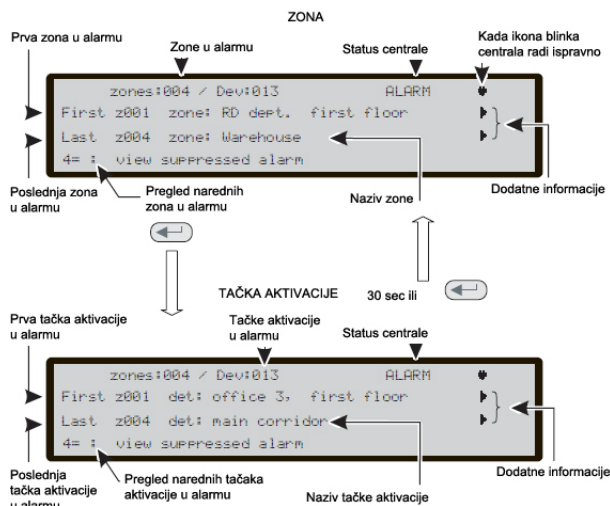 ZONA
Prva zona u alarmu
Zone u alarmu
Status centrale
Kada ikona blinka
centrala radi ispravno
zones:004 / Dev:013 ALARM
First z001 zone: RD dept. first floor
Last z004 zone: Warehouse
4= : view suppressed alarm
Poslednja zona
u alarmu
Pregled narednih
zona u alarmu
Naziv zone
Dodatne informacije
TAČKA AKTIVACIJE
30 sec ili
Prva tačka aktivacije
u alarmu
Tačke aktivacije
u alarmu
Status centrale
zones:004 / Dev:013 ALARM
First z001 det: office 3, first floor
Last z004 det: main corridor
4= : view suppressed alarm
Poslednja
tačka aktivacije
u alarmu
Pregled narednih tačaka
aktivacije u alarmu
Naziv tačke aktivacije
Dodatne informacije